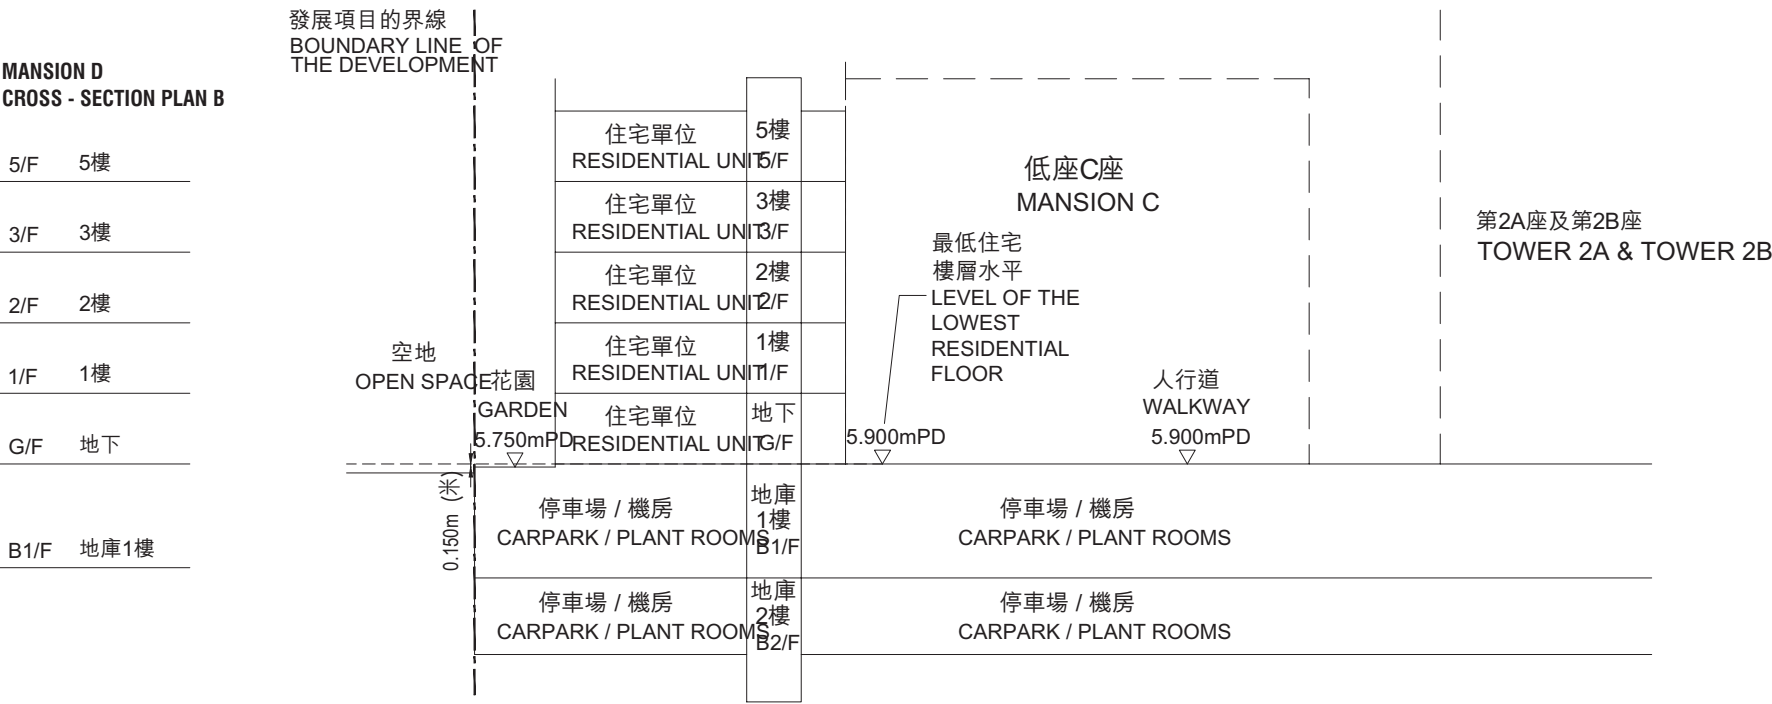 發展項目的界線
BOUNDARY LINE OF
THE DEVELOPMENT
MANSION D
CROSS - SECTION PLAN B
5/F 5樓
3/F 3樓
2/F 2樓
1/F 1樓
G/F 地下
B1/F 地庫1樓
空地
OPEN SPACE
花園
GARDEN
5.750mPD
0.150m (米)
住宅單位
RESIDENTIAL UNIT
5樓
5/F
住宅單位
RESIDENTIAL UNIT
3樓
3/F
住宅單位
RESIDENTIAL UNIT
2樓
2/F
住宅單位
RESIDENTIAL UNIT
1樓
1/F
住宅單位
RESIDENTIAL UNIT
地下
G/F
停車場 / 機房
CARPARK / PLANT ROOMS
地庫
1樓
B1/F
停車場 / 機房
CARPARK / PLANT ROOMS
停車場 / 機房
CARPARK / PLANT ROOMS
地庫
2樓
B2/F
停車場 / 機房
CARPARK / PLANT ROOMS
低座C座
MANSION C
最低住宅
樓層水平
LEVEL OF THE
LOWEST
RESIDENTIAL
FLOOR
5.900mPD
人行道
WALKWAY
5.900mPD
第2A座及第2B座
TOWER 2A & TOWER 2B